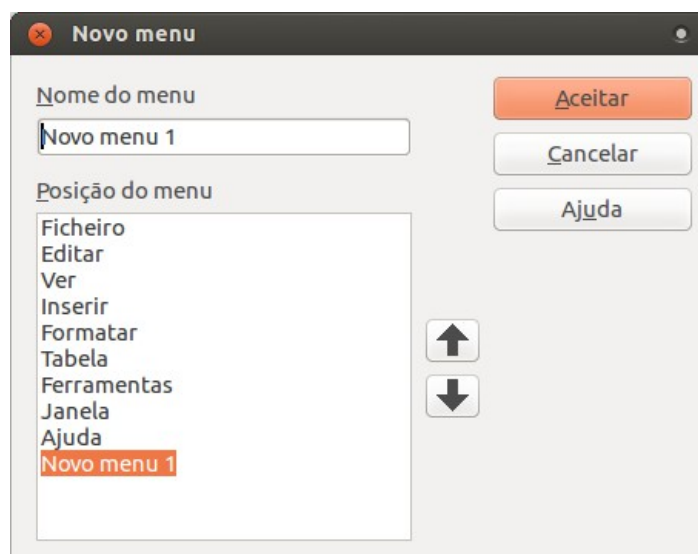 Novo menu
Nome do menu
Novo menu 1
Posição do menu
Ficheiro
Editar
Ver
Inserir
Formatar
Tabela
Ferramentas
Janela
Ajuda
Novo menu 1
Aceitar
Cancelar
Ajuda